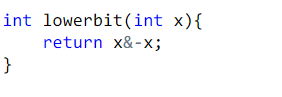 int lowerbit(int x){
    return x&-x;
}